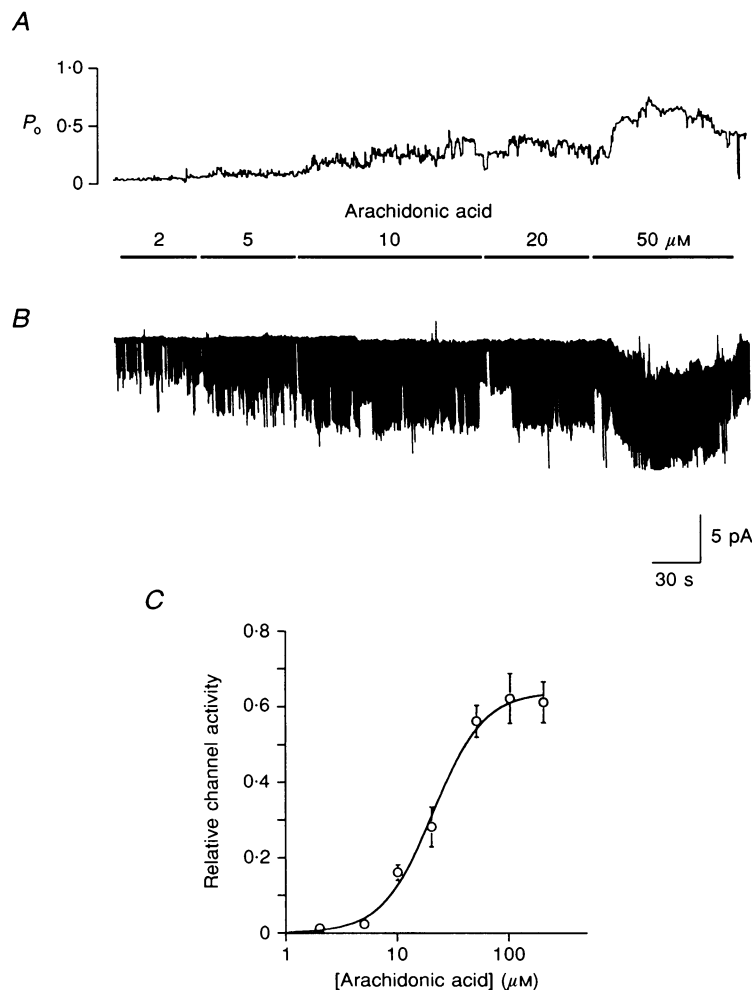 A
1·0
Po 0·5
0
Arachidonic acid
2 5 10 20 50 μM
B
5 pA
30 s
C
0·8
0·6
0·4
0·2
0
Relative channel activity
1 10 100
[Arachidonic acid] (μM)